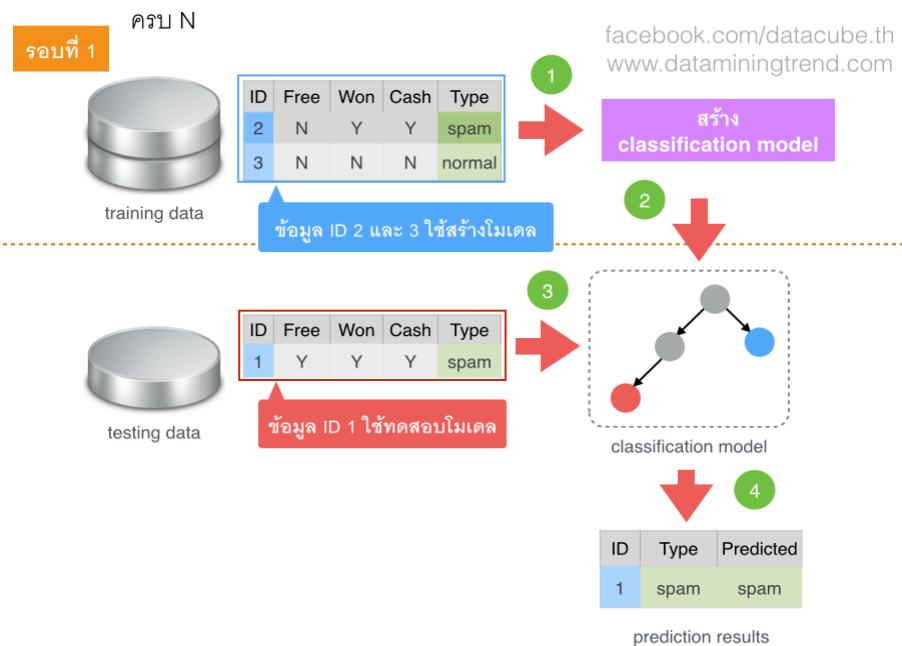 ครบ N
รอบที่ 1
facebook.com/datacube.th
www.dataminingtrend.com
ID Free Won Cash Type
2 N Y Y spam
3 N N N normal
training data
1
สร้าง
classification model
ข้อมูล ID 2 และ 3 ใช้สร้างโมเดล
2
3
ID Free Won Cash Type
1 Y Y Y spam
testing data
ข้อมูล ID 1 ใช้ทดสอบโมเดล
classification model
4
ID Type Predicted
1 spam spam
prediction results